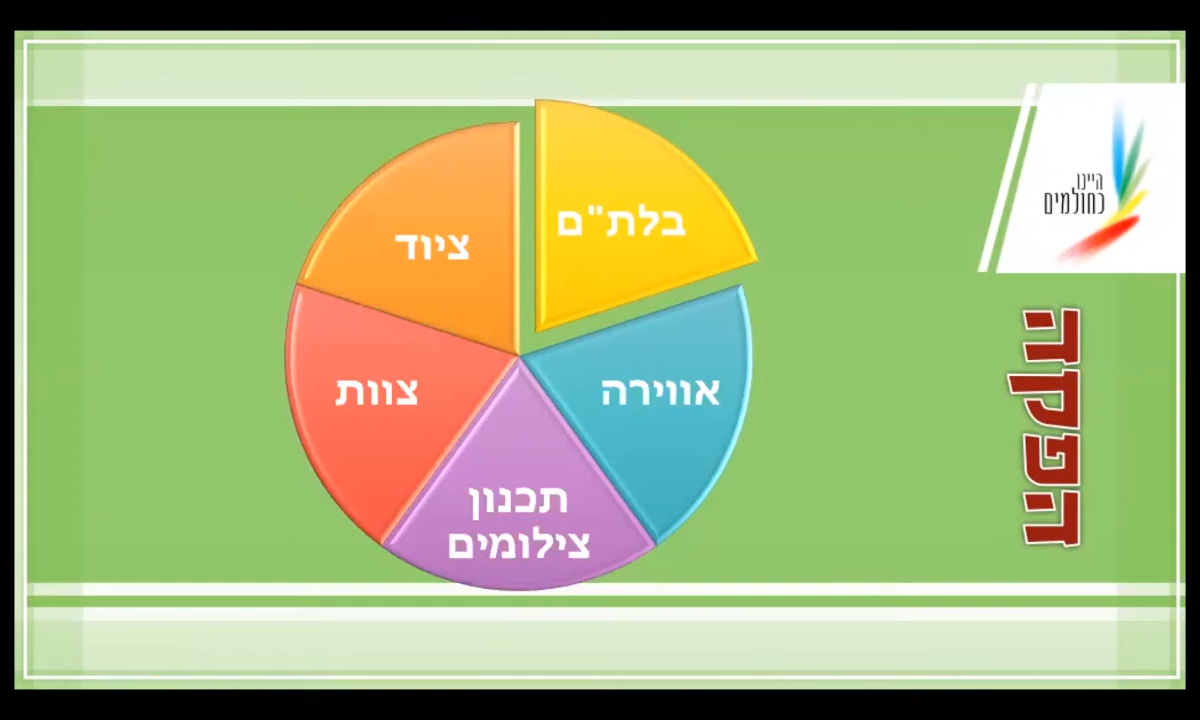 היינו
כחולמים
הפקה
בלת"ם
ציוד
אווירה
צוות
תכנון
צילומים